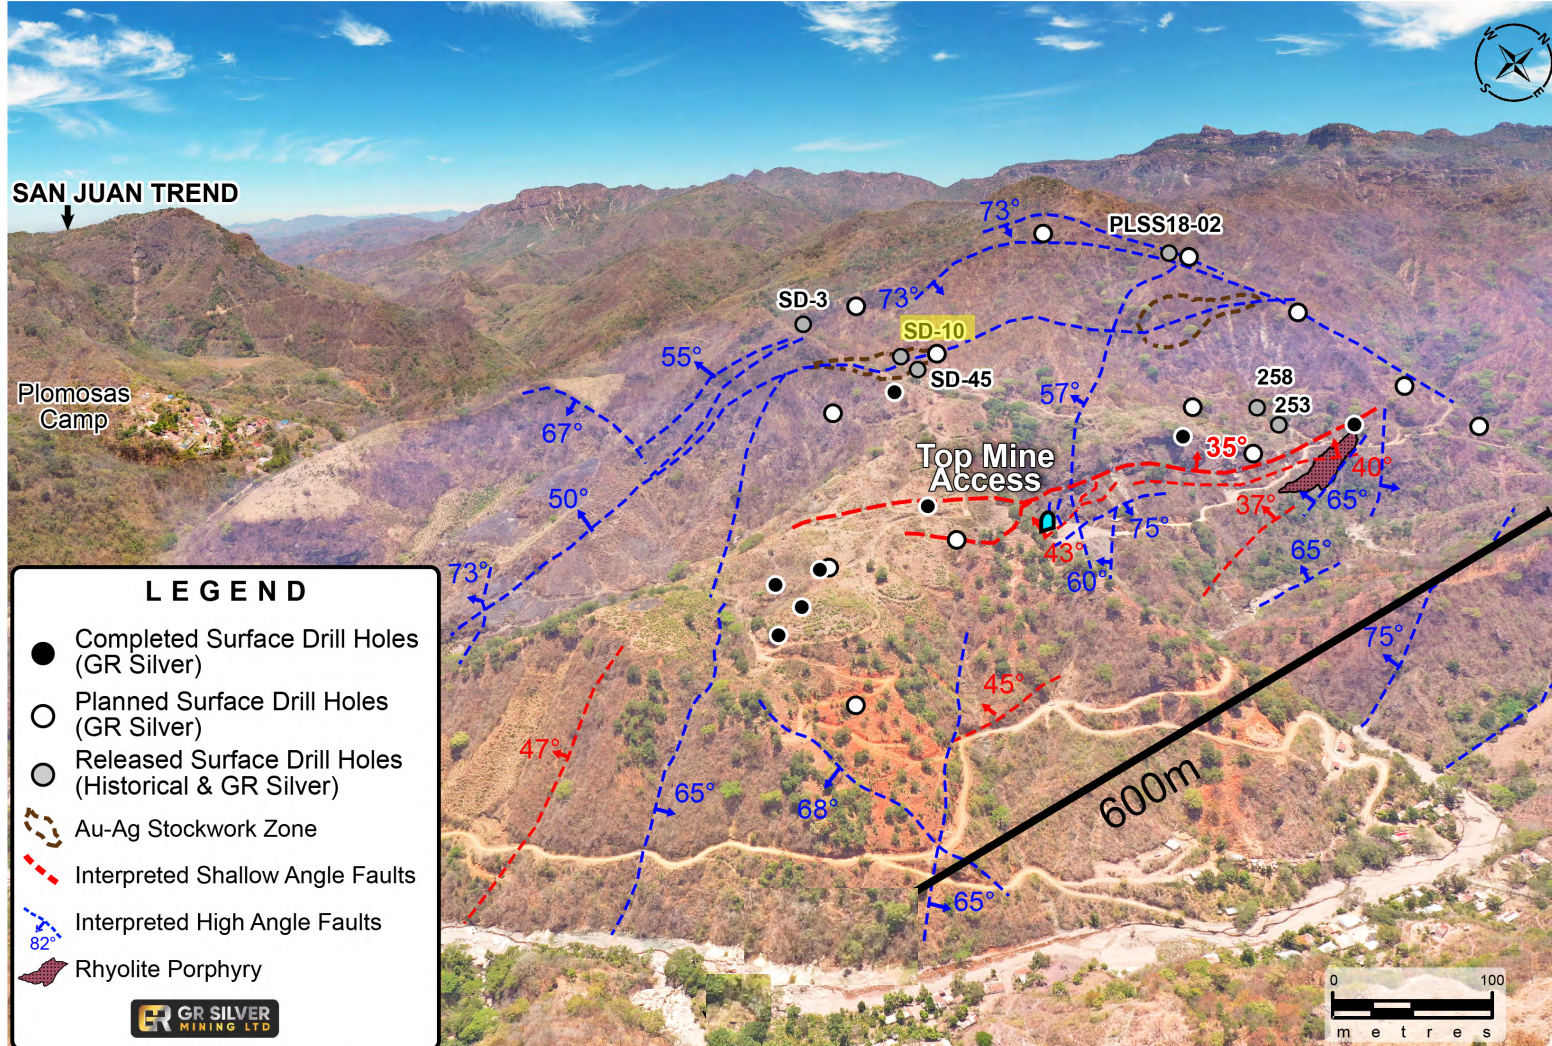 W
N
S
E
SAN JUAN TREND
73°
PLSS18-02
SD-3
73°
SD-10
55°
SD-45
Plomosas
Camp
67°
57°
258
253
35°
40°
Top Mine
Access
50°
37°
65°
43°
75°
60°
65°
73°
75°
45°
47°
65°
68°
65°
600m
LEGEND
Completed Surface Drill Holes
(GR Silver)
Planned Surface Drill Holes
(GR Silver)
Released Surface Drill Holes
(Historical & GR Silver)
Au-Ag Stockwork Zone
Interpreted Shallow Angle Faults
Interpreted High Angle Faults
82°
Rhyolite Porphyry
GR SILVER
MINING LTD
0 100
metres